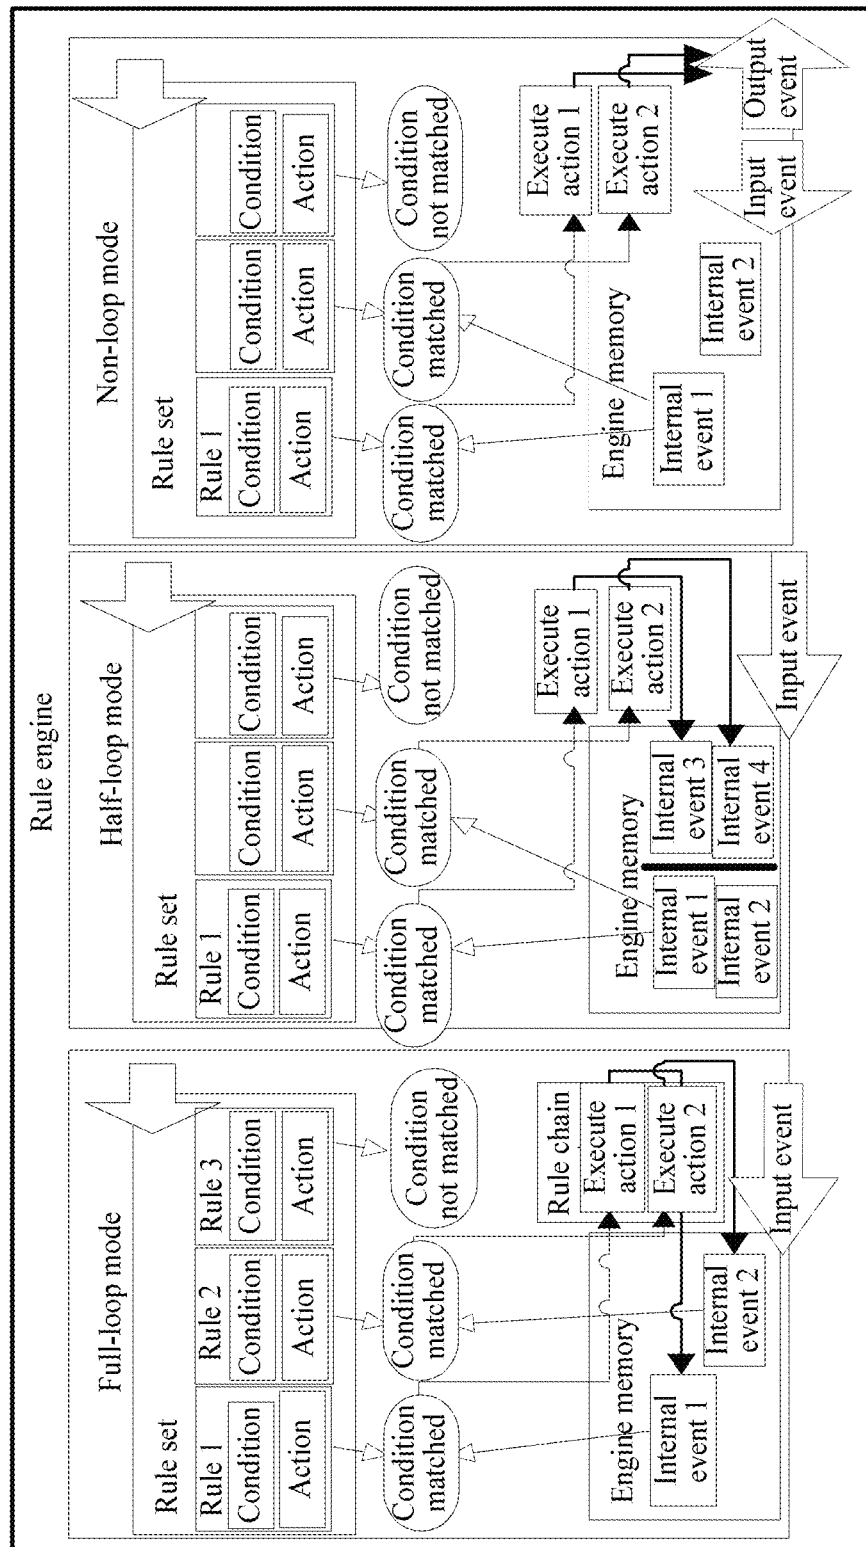 Rule engine
Full-loop mode
Rule set
Rule 1
Condition
Action
Rule 2
Condition
Action
Rule 3
Condition
Action
Condition
matched
Condition
matched
Condition
not matched
Engine memory
Internal
event 1
Internal
event 2
Rule chain
Execute
action 1
Execute
action 2
Input event
Half-loop mode
Rule set
Rule 1
Condition
Action
Condition
Action
Condition
Action
Condition
matched
Condition
matched
Condition
not matched
Engine memory
Internal
event 1
Internal
event 2
Internal
event 3
Internal
event 4
Execute
action 1
Execute
action 2
Input event
Non-loop mode
Rule set
Rule 1
Condition
Action
Condition
Action
Condition
Action
Condition
matched
Condition
matched
Condition
not matched
Engine memory
Internal
event 1
Internal
event 2
Execute
action 1
Execute
action 2
Input
event
Output
event